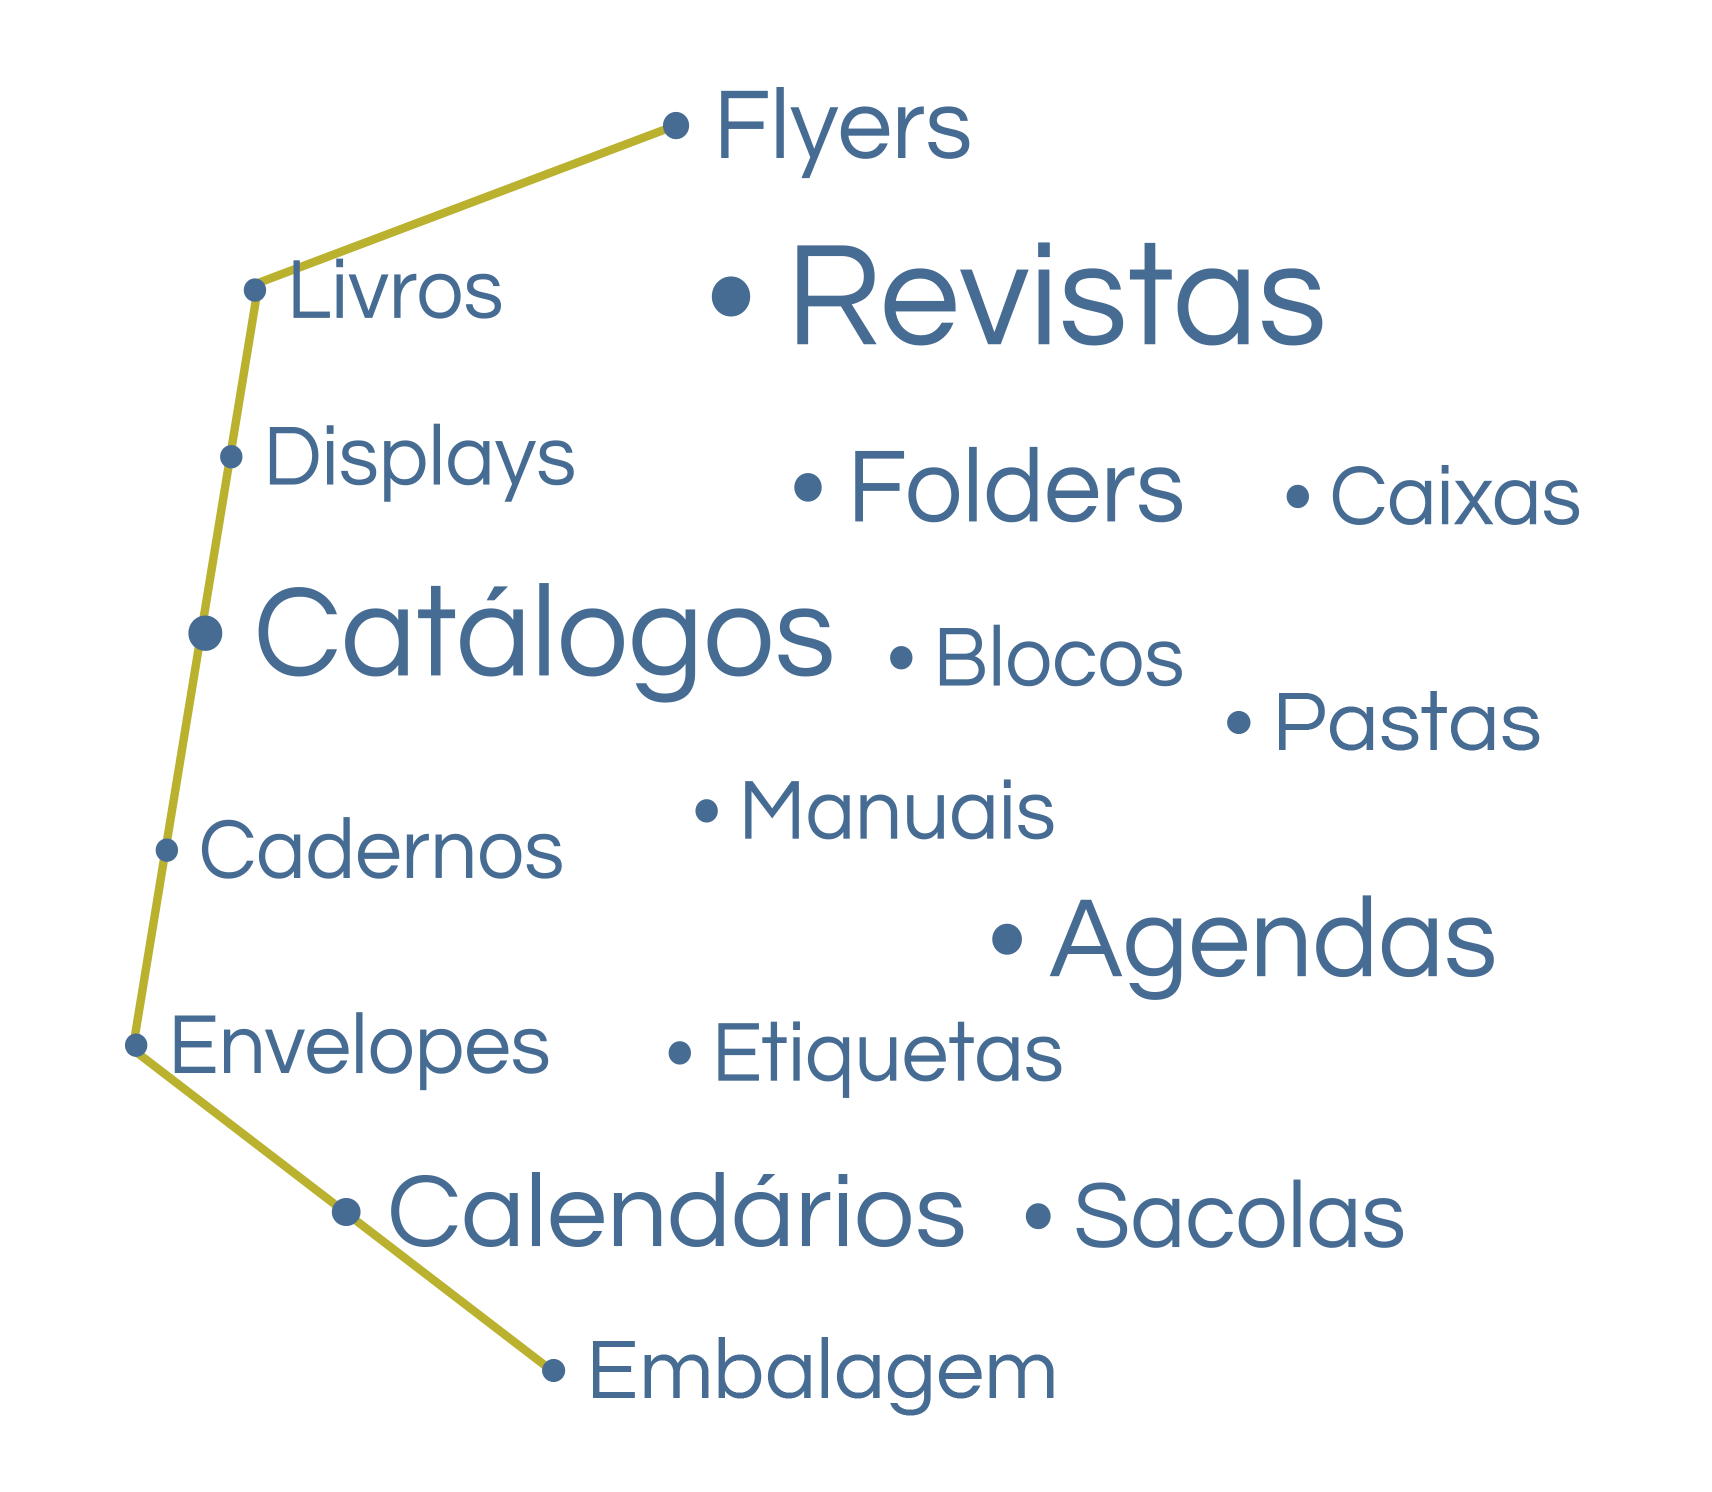 • Flyers
• Livros
• Revistas
• Displays
• Folders
• Caixas
• Catálogos
• Blocos
• Pastas
• Manuais
• Cadernos
• Agendas
• Envelopes
• Etiquetas
• Calendários
• Sacolas
• Embalagem